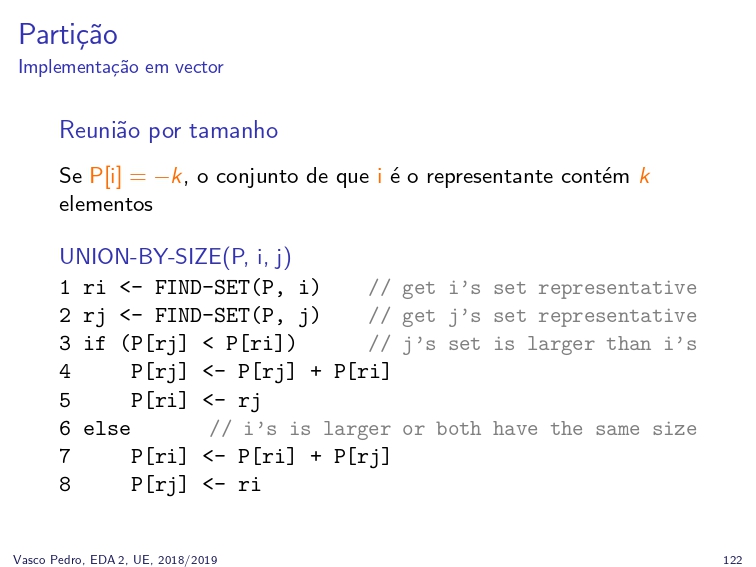 Partição
Implementação em vector
Reunião por tamanho
Se P[i] = −k, o conjunto de que i é o representante contém k
elementos
UNION-BY-SIZE(P, i, j)
1 ri <- FIND-SET(P, i)    // get i's set representative
2 rj <- FIND-SET(P, j)    // get j's set representative
3 if (P[rj] < P[ri])      // j's set is larger than i's
4     P[rj] <- P[rj] + P[ri]
5     P[ri] <- rj
6 else       // i's is larger or both have the same size
7     P[ri] <- P[ri] + P[rj]
8     P[rj] <- ri
Vasco Pedro, EDA 2, UE, 2018/2019 122